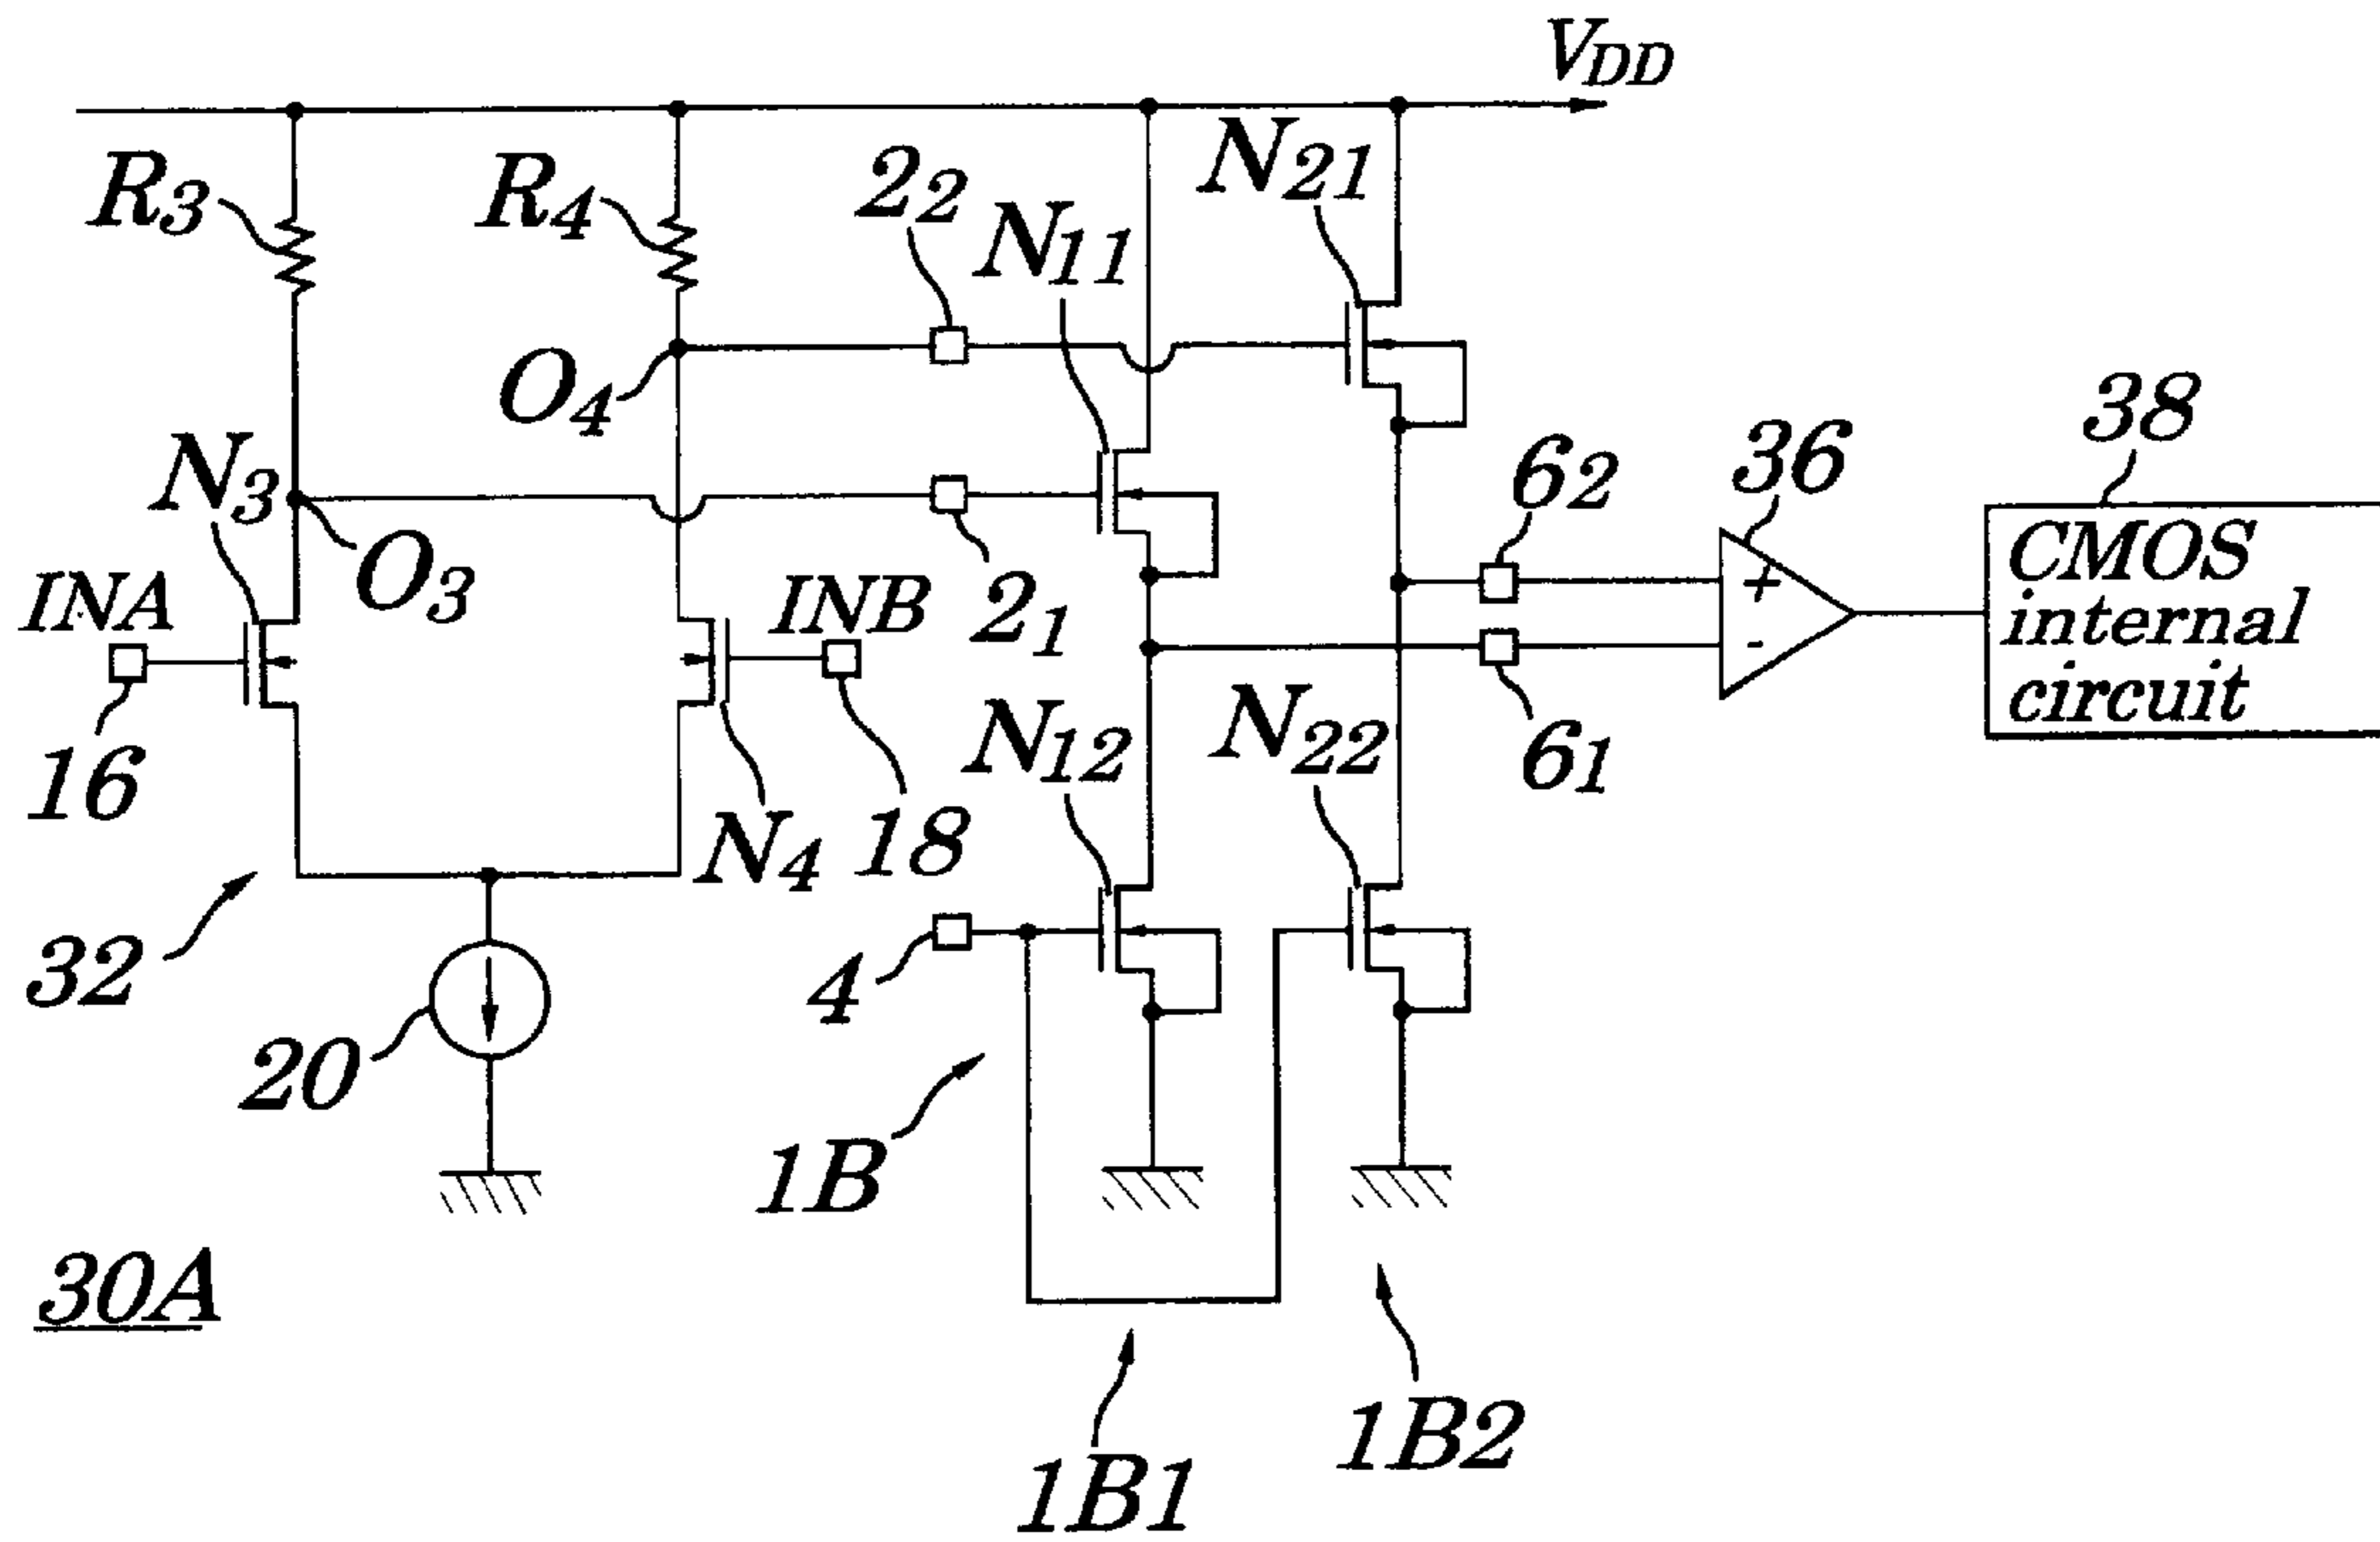 VDD
R3
R4
22
N11
N21
O4
N3
O3
21
62
36
38
CMOS
internal
circuit
+
-
INA
INB
16
N4
18
N12
N22
61
32
20
4
1B
30A
1B1
1B2